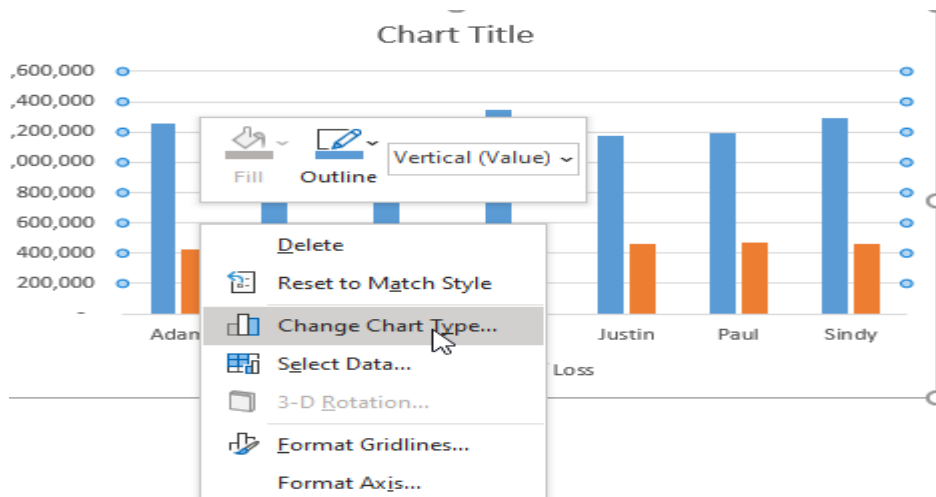 Chart Title
,600,000
,400,000
,200,000
,000,000
800,000
600,000
400,000
200,000
-
Fill
Outline
Vertical (Value)
Delete
Reset to Match Style
Change Chart Type...
Select Data...
3-D Rotation...
Format Gridlines...
Format Axis...
Adan
Justin
Paul
Sindy
Loss